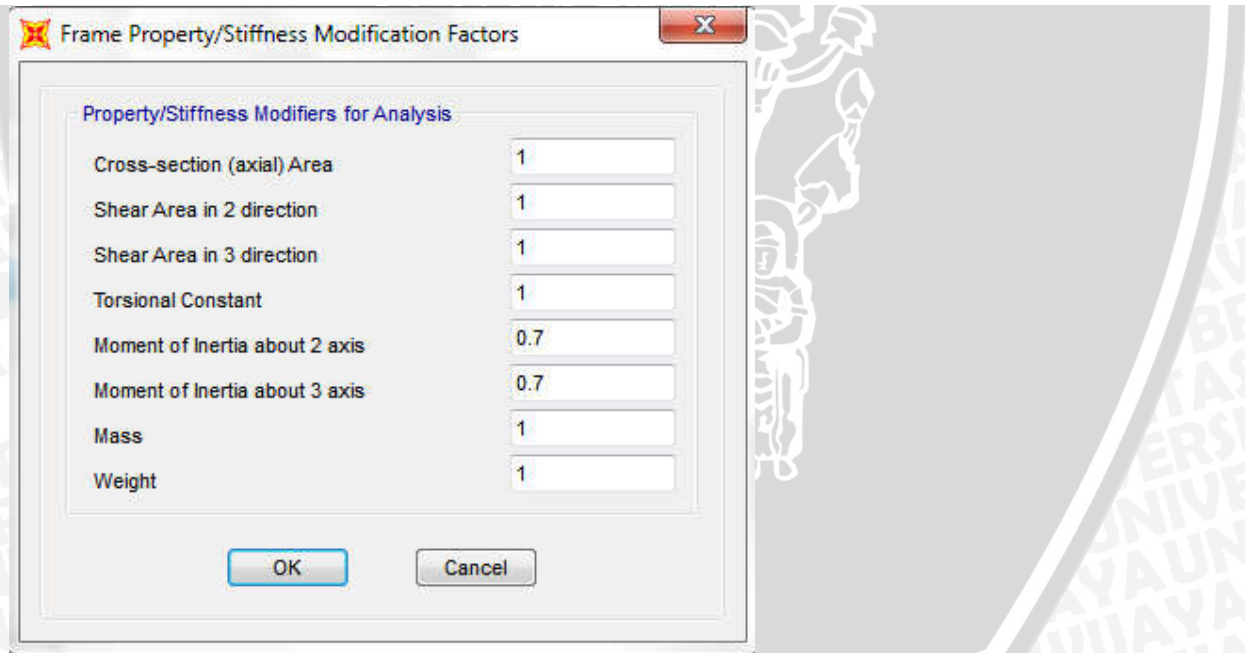 Frame Property/Stiffness Modification Factors
Property/Stiffness Modifiers for Analysis
Cross-section (axial) Area 1
Shear Area in 2 direction 1
Shear Area in 3 direction 1
Torsional Constant 1
Moment of Inertia about 2 axis 0.7
Moment of Inertia about 3 axis 0.7
Mass 1
Weight 1
OK Cancel